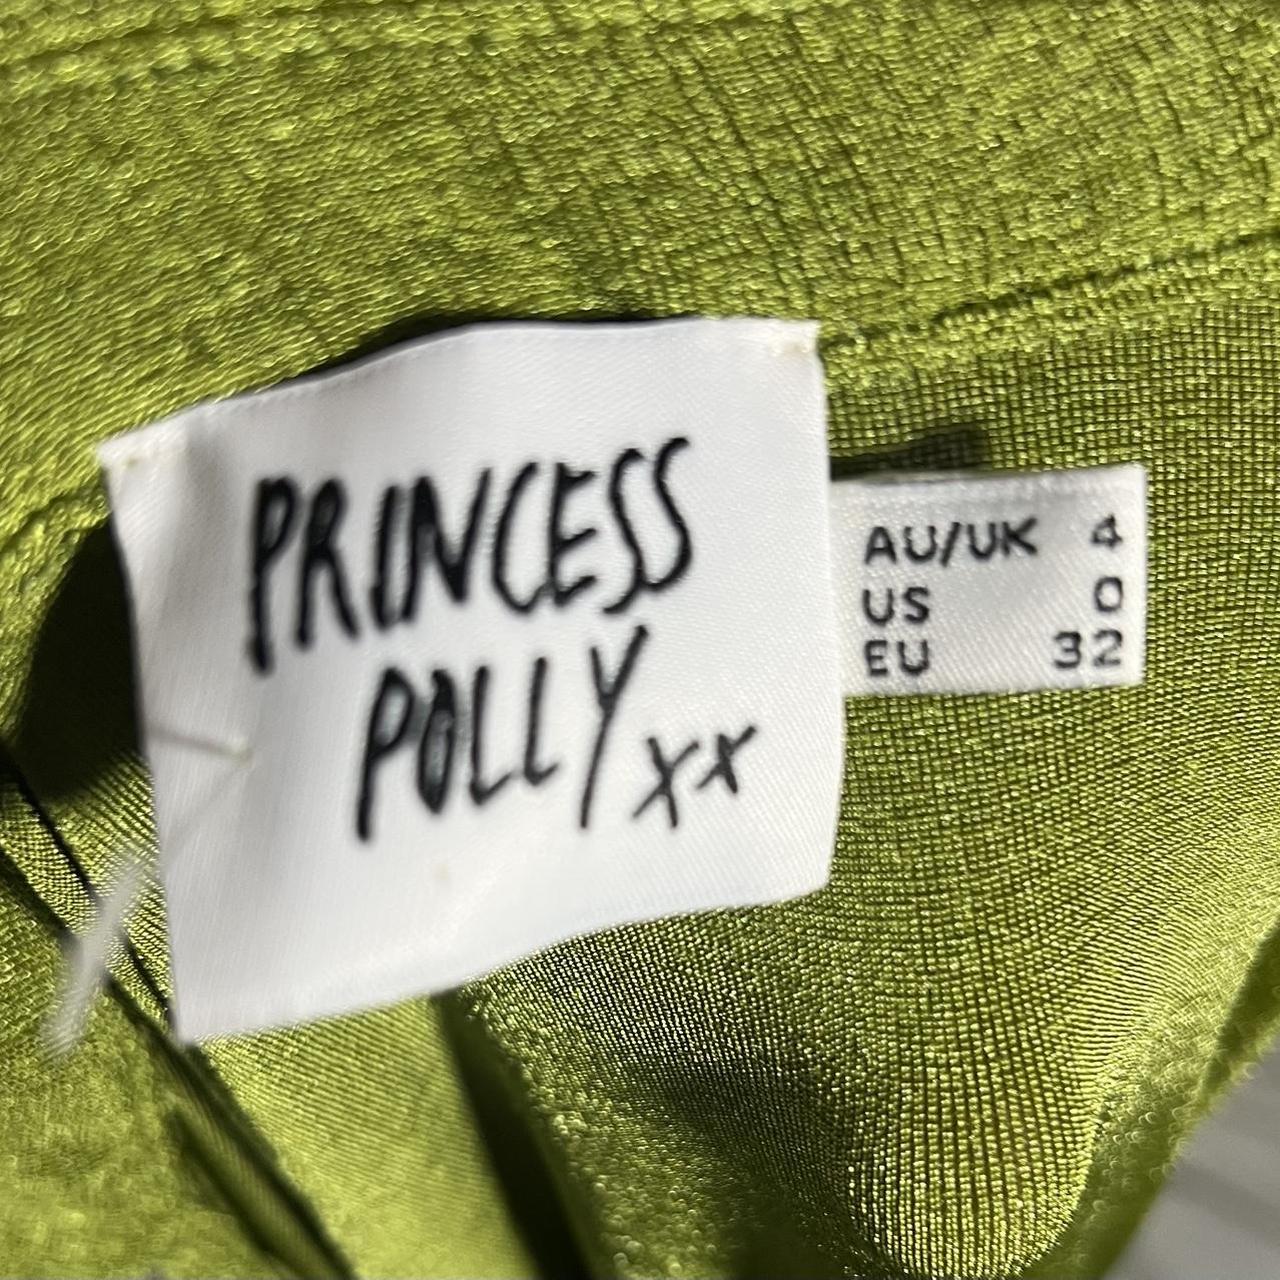 PRINCESS
POLLY xx
AU/UK 4
US 0
EU 32